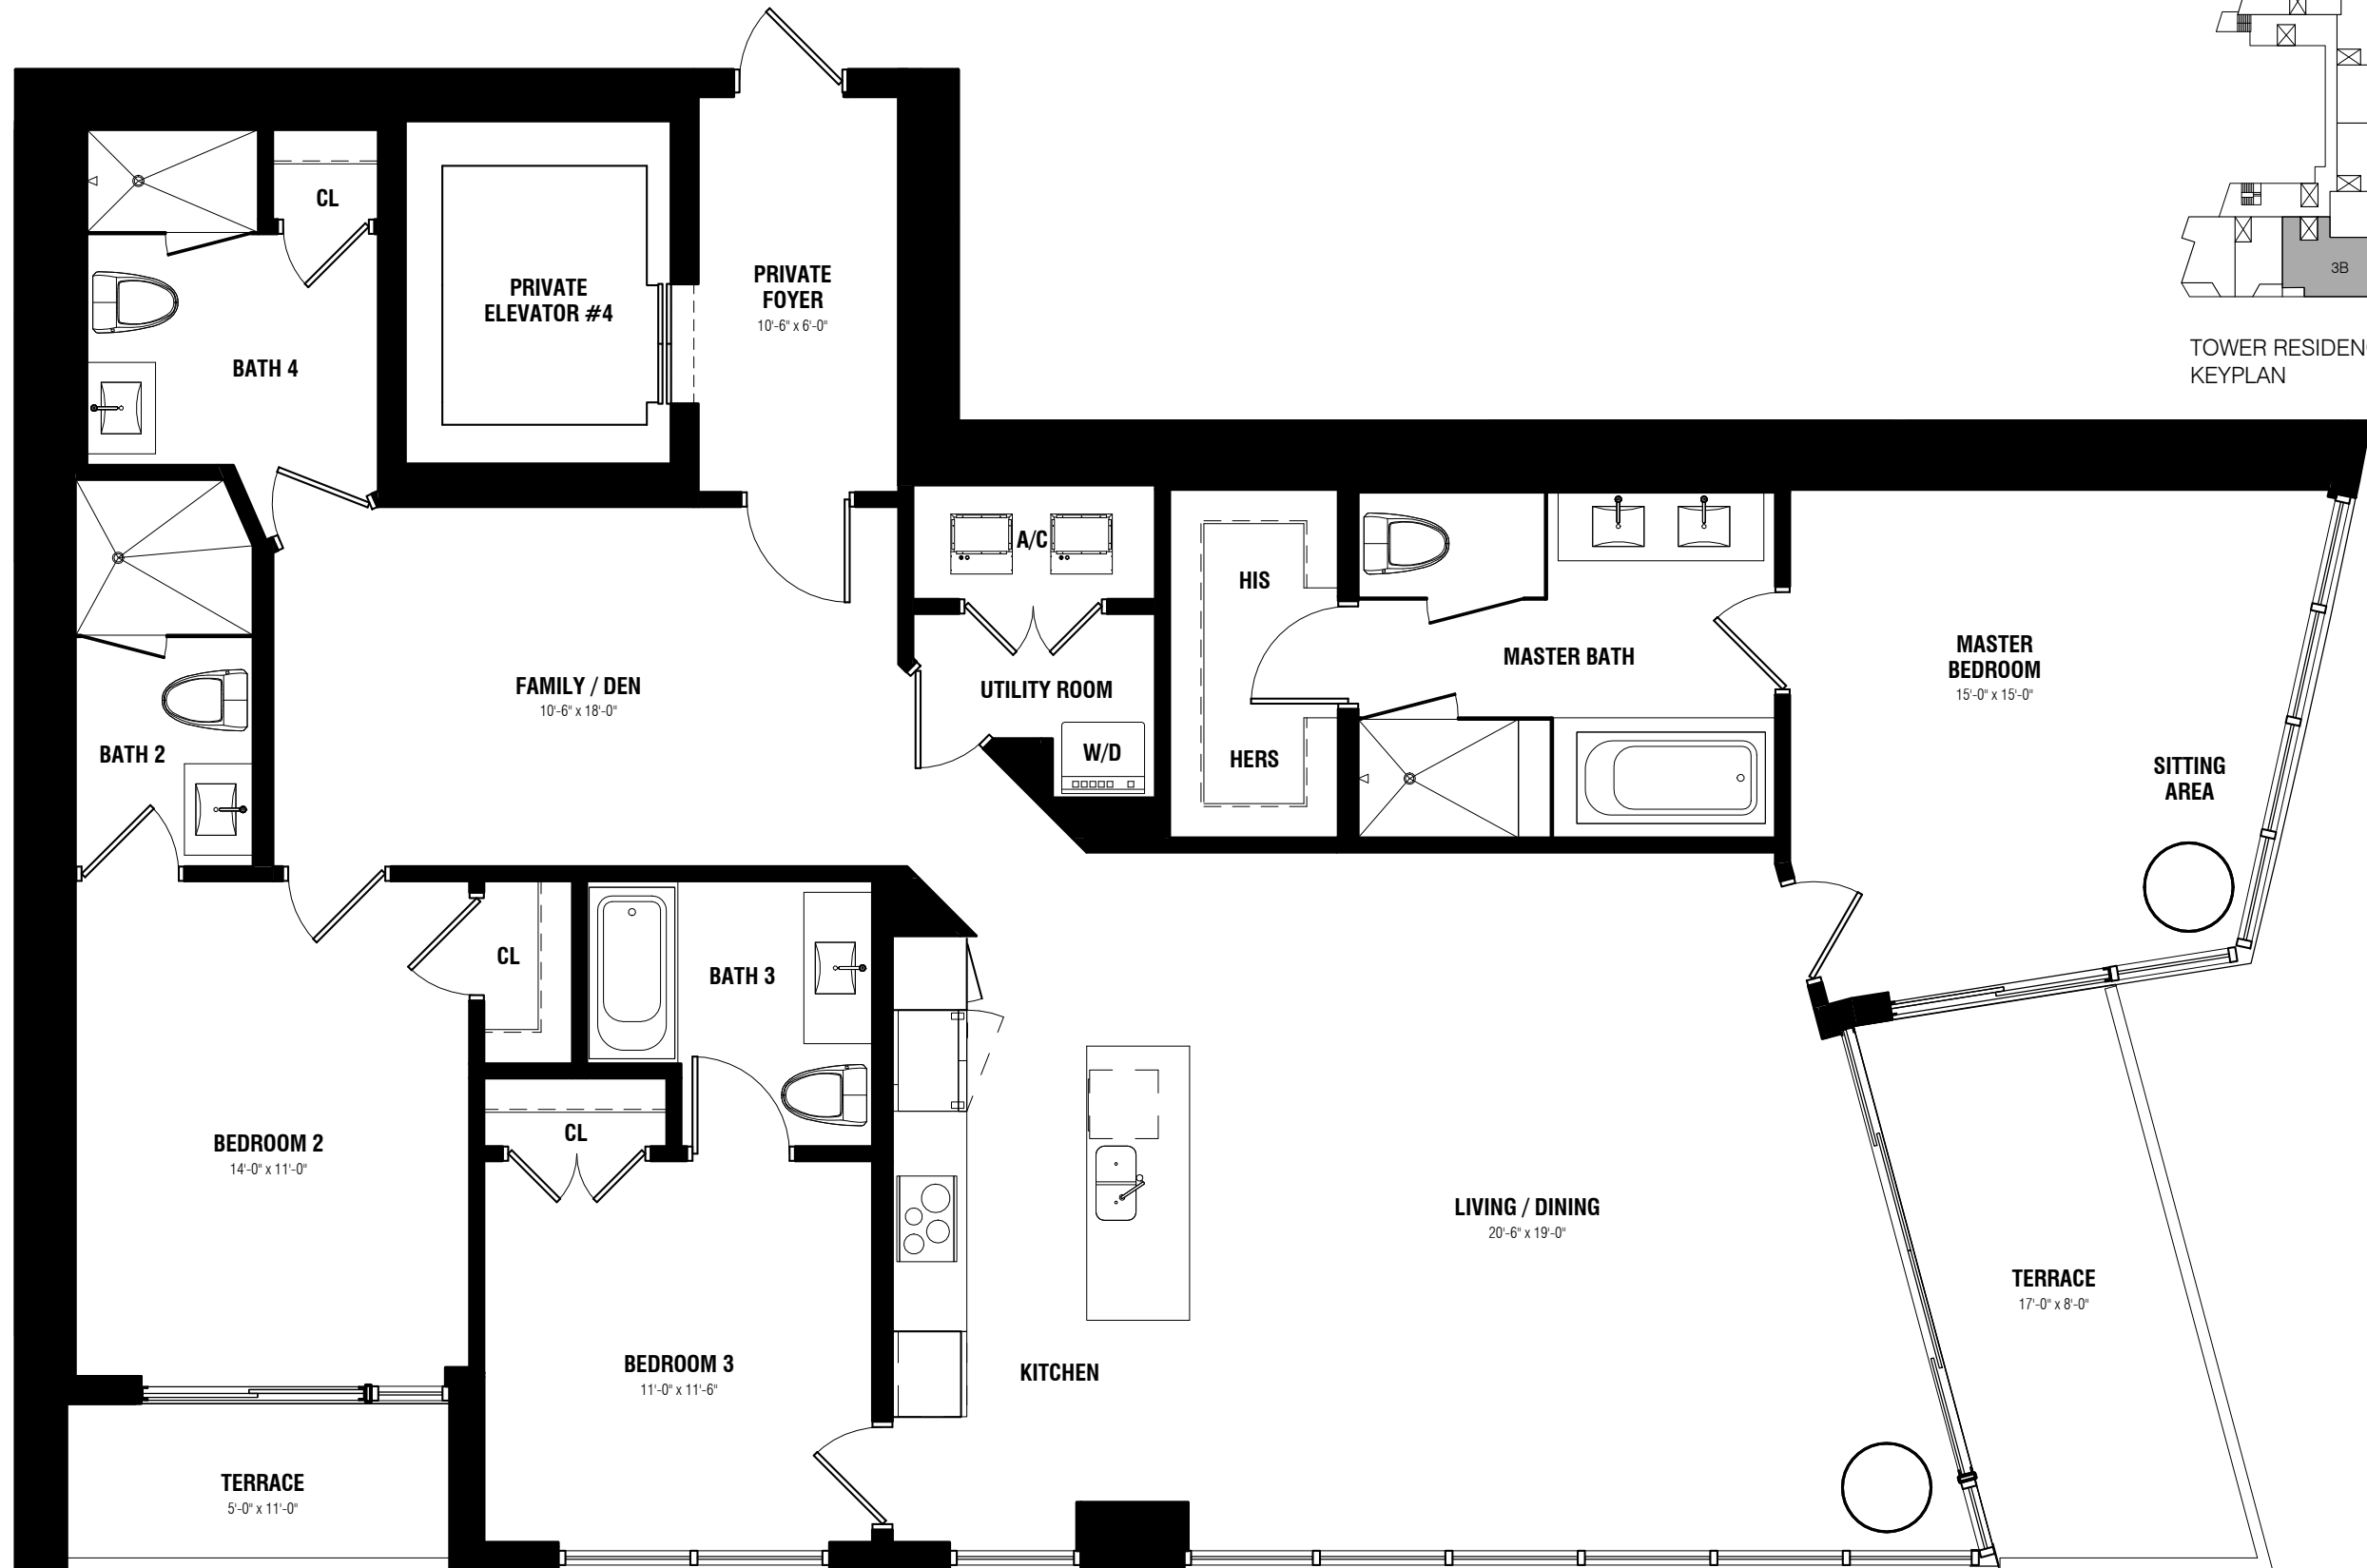 3B
TOWER RESIDEN
KEYPLAN
CL
PRIVATE
ELEVATOR #4
PRIVATE
FOYER
10'-6" x 6'-0"
BATH 4
A/C
HIS
MASTER BATH
MASTER
BEDROOM
15'-0" x 15'-0"
FAMILY / DEN
10'-6" x 18'-0"
UTILITY ROOM
BATH 2
W/D
HERS
SITTING
AREA
CL
BATH 3
CL
BEDROOM 2
14'-0" x 11'-0"
LIVING / DINING
20'-6" x 19'-0"
TERRACE
17'-0" x 8'-0"
BEDROOM 3
11'-0" x 11'-6"
KITCHEN
TERRACE
5'-0" x 11'-0"